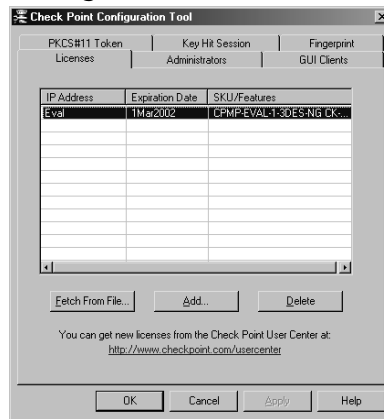 Check Point Configuration Tool
PKCS#11 Token Key Hit Session Fingerprint
Licenses Administrators GUI Clients
IP Address Expiration Date SKU/Features
Eval 1Mar2002 CPMP-EVAL-1-3DES-NG CK-...
Fetch From File... Add... Delete
You can get new licenses from the Check Point User Center at:
http://www.checkpoint.com/usercenter
OK Cancel Apply Help